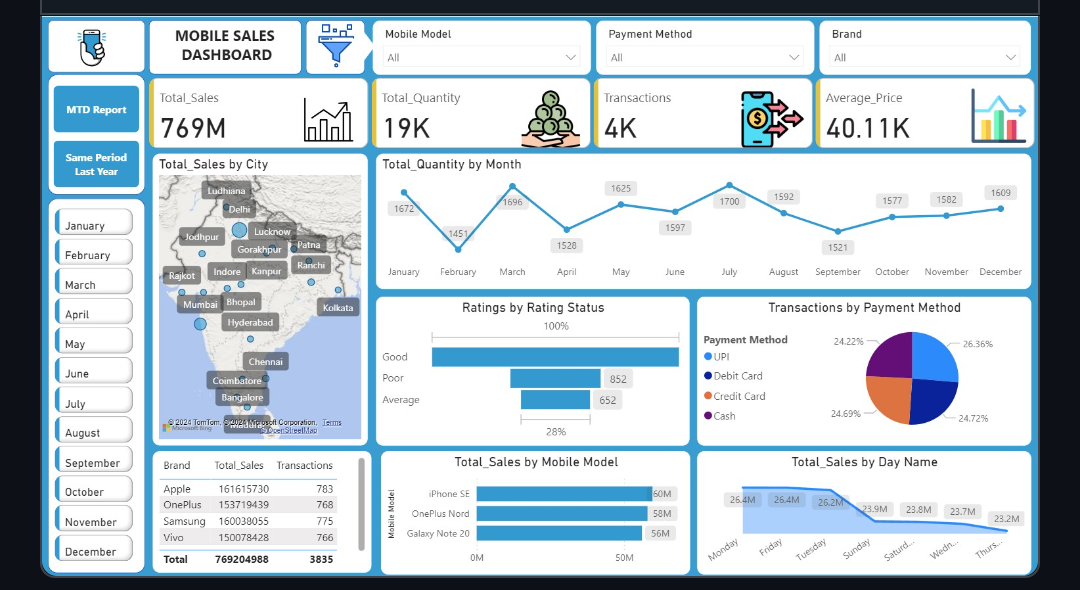 MOBILE SALES
DASHBOARD
Mobile Model
All
Payment Method
All
Brand
All
MTD Report
Same Period
Last Year
Total_Sales
769M
Total_Quantity
19K
Transactions
4K
Average_Price
40.11K
January
February
March
April
May
June
July
August
September
October
November
December
Total_Sales by City
Ludhiana
Delhi
Jodhpur
Lucknow
Gorakhpur
Patna
Rajkot
Indore
Kanpur
Ranchi
Mumbai
Bhopal
Kolkata
Hyderabad
Chennai
Coimbatore
Bangalore
© 2024 TomTom, © 2024 Microsoft Corporation, Terms
Microsoft Bing
© OpenStreetMap
Total_Quantity by Month
1672
1451
1696
1528
1625
1597
1700
1592
1521
1577
1582
1609
January February March April May June July August September October November December
Ratings by Rating Status
100%
Good
Poor
852
Average
652
28%
Transactions by Payment Method
Payment Method
UPI
Debit Card
Credit Card
Cash
24.22%
26.36%
24.69%
24.72%
Brand Total_Sales Transactions
Apple 161615730 783
OnePlus 153719439 768
Samsung 160038055 775
Vivo 150078428 766
Total 769204988 3835
Total_Sales by Mobile Model
Mobile Model
iPhone SE 60M
OnePlus Nord 58M
Galaxy Note 20 56M
0M 50M
Total_Sales by Day Name
26.4M
26.4M
26.2M
23.9M
23.8M
23.7M
23.2M
Monday Friday Tuesday Sunday Saturd... Wedn... Thurs...